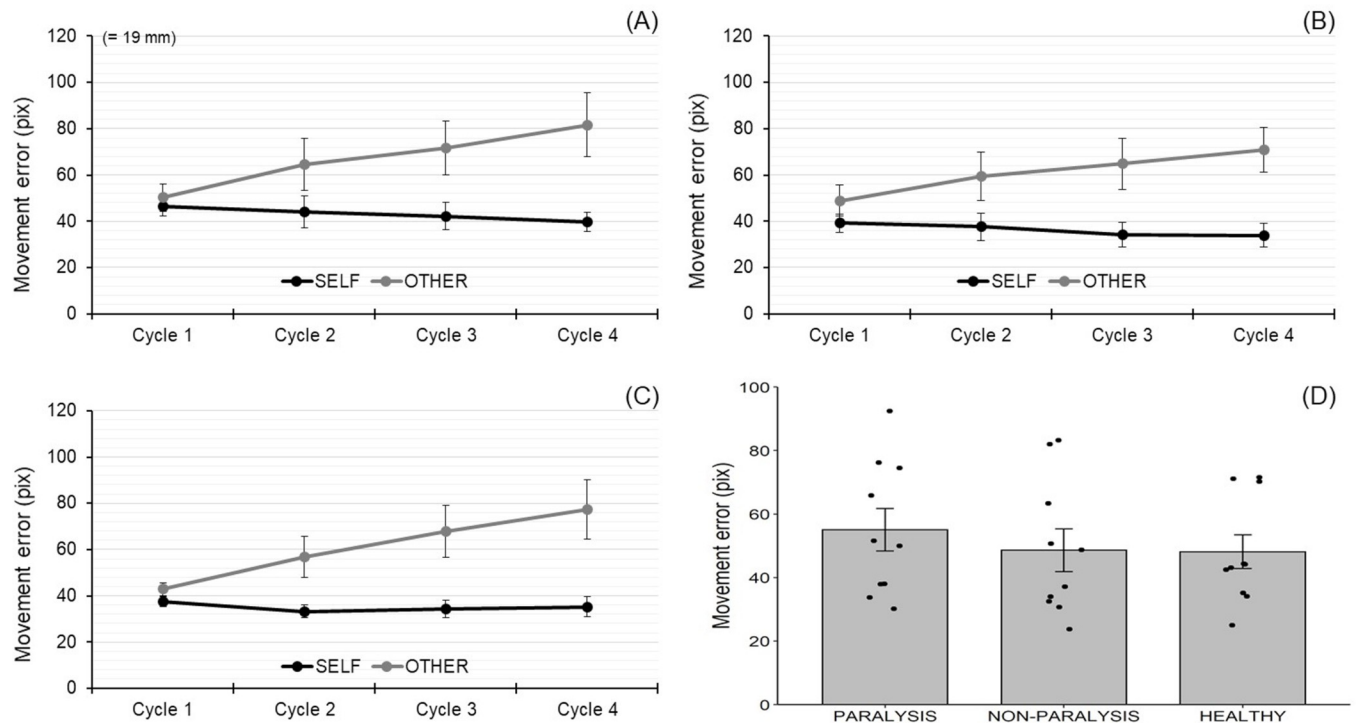 (A)
Movement error (pix)
120
(= 19 mm)
100
80
60
40
20
0
SELF OTHER
Cycle 1 Cycle 2 Cycle 3 Cycle 4
(B)
Movement error (pix)
120
100
80
60
40
20
0
SELF OTHER
Cycle 1 Cycle 2 Cycle 3 Cycle 4
(C)
Movement error (pix)
120
100
80
60
40
20
0
SELF OTHER
Cycle 1 Cycle 2 Cycle 3 Cycle 4
(D)
Movement error (pix)
100
80
60
40
20
0
PARALYSIS NON-PARALYSIS HEALTHY